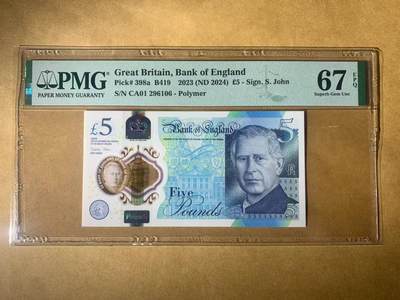 PMG
PAPER MONEY GUARANTY
Great Britain, Bank of England
Pick# 398a B419 2023 (ND 2024) £5 - Sign. S. John
S/N CA01 296106 - Polymer
67 EPQ
Superb Gem Unc
£5
Bank of England
5
Five
Pounds